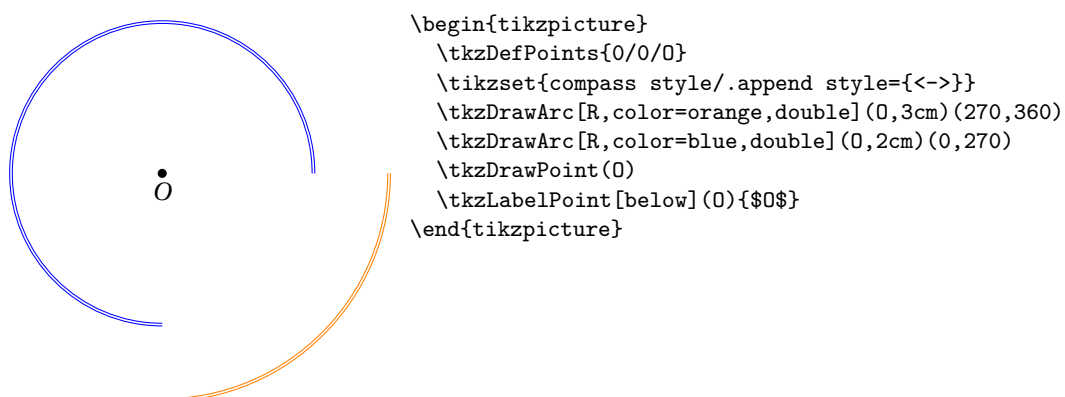 O
\begin{tikzpicture}
  \tkzDefPoints{0/0/O}
  \tikzset{compass style/.append style={<->}}
  \tkzDrawArc[R,color=orange,double](O,3cm)(270,360)
  \tkzDrawArc[R,color=blue,double](O,2cm)(0,270)
  \tkzDrawPoint(O)
  \tkzLabelPoint[below](O){$O$}
\end{tikzpicture}